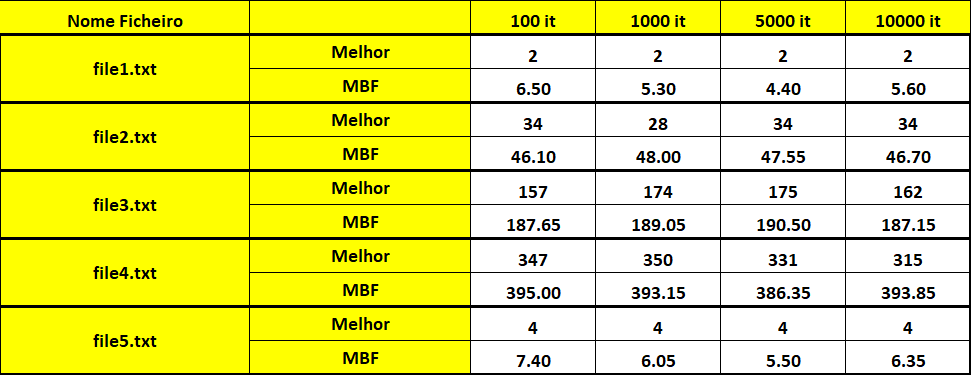 Nome Ficheiro 100 it 1000 it 5000 it 10000 it
file1.txt Melhor 2 2 2 2
MBF 6.50 5.30 4.40 5.60
file2.txt Melhor 34 28 34 34
MBF 46.10 48.00 47.55 46.70
file3.txt Melhor 157 174 175 162
MBF 187.65 189.05 190.50 187.15
file4.txt Melhor 347 350 331 315
MBF 395.00 393.15 386.35 393.85
file5.txt Melhor 4 4 4 4
MBF 7.40 6.05 5.50 6.35